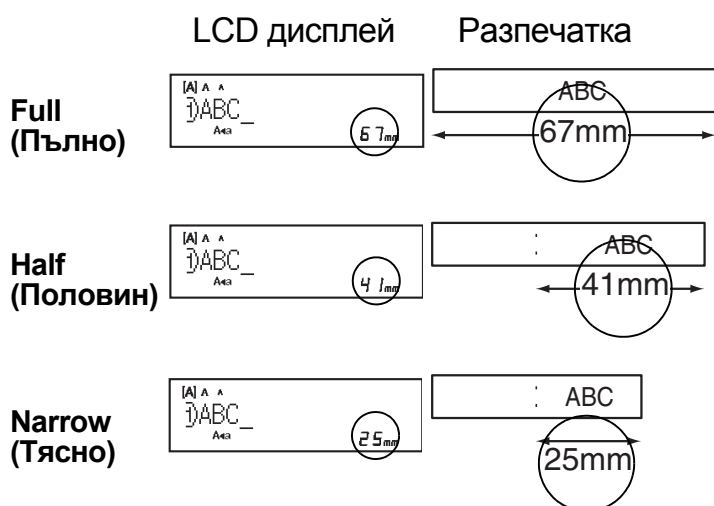 LCD дисплей Разпечатка
Full
(Пълно)
[A] A A
1)ABC_
A◂a
67mm
ABC
67mm
Half
(Половин)
[A] A A
1)ABC_
A◂a
41mm
ABC
41mm
Narrow
(Тясно)
[A] A A
1)ABC_
A◂a
25mm
ABC
25mm